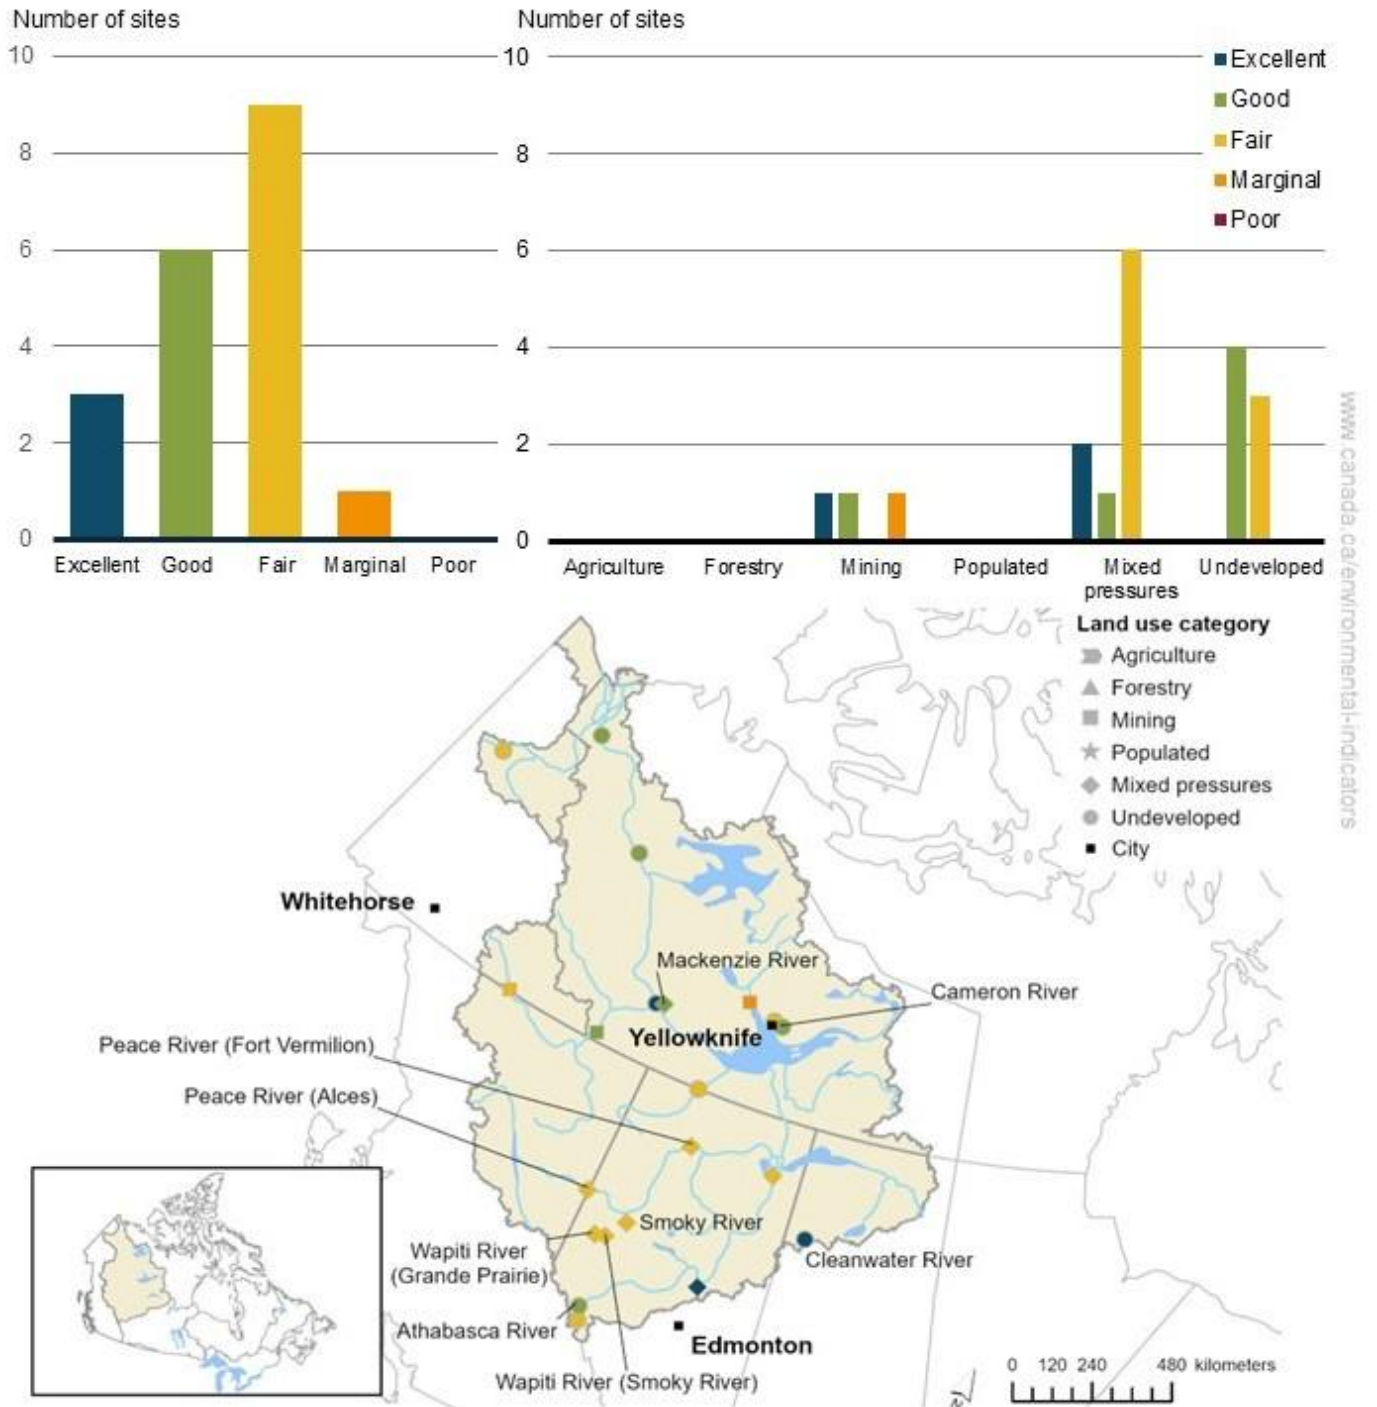 Number of sites
10
8
6
4
2
0
Excellent Good Fair Marginal Poor
Number of sites
10
8
6
4
2
0
Agriculture Forestry Mining Populated Mixed pressures Undeveloped
Excellent
Good
Fair
Marginal
Poor
www.canada.ca/environmental-indicators
Land use category
Agriculture
Forestry
Mining
Populated
Mixed pressures
Undeveloped
City
Whitehorse
Mackenzie River
Cameron River
Yellowknife
Peace River (Fort Vermilion)
Peace River (Alces)
Smoky River
Wapiti River
(Grande Prairie)
Cleanwater River
Athabasca River
Edmonton
Wapiti River (Smoky River)
0 120 240 480 kilometers